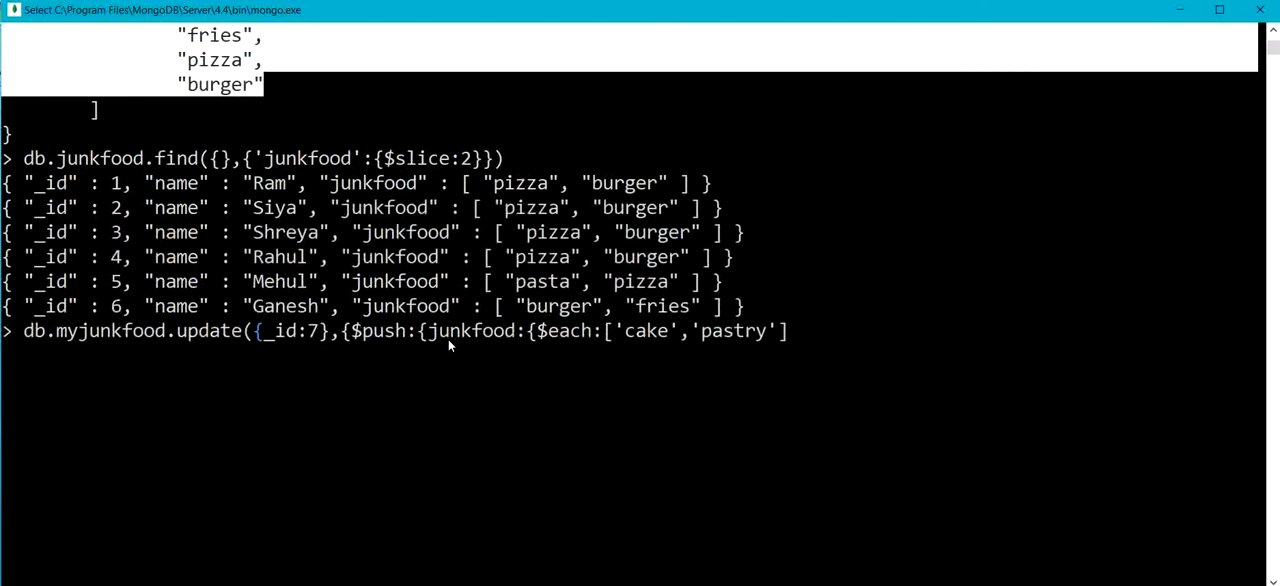 Select C:\Program Files\MongoDB\Server\4.4\bin\mongo.exe
"fries",
"pizza",
"burger"
]
}
> db.junkfood.find({},{'junkfood':{$slice:2}})
{ "_id" : 1, "name" : "Ram", "junkfood" : [ "pizza", "burger" ] }
{ "_id" : 2, "name" : "Siya", "junkfood" : [ "pizza", "burger" ] }
{ "_id" : 3, "name" : "Shreya", "junkfood" : [ "pizza", "burger" ] }
{ "_id" : 4, "name" : "Rahul", "junkfood" : [ "pizza", "burger" ] }
{ "_id" : 5, "name" : "Mehul", "junkfood" : [ "pasta", "pizza" ] }
{ "_id" : 6, "name" : "Ganesh", "junkfood" : [ "burger", "fries" ] }
> db.myjunkfood.update({_id:7},{$push:{junkfood:{$each:['cake','pastry']